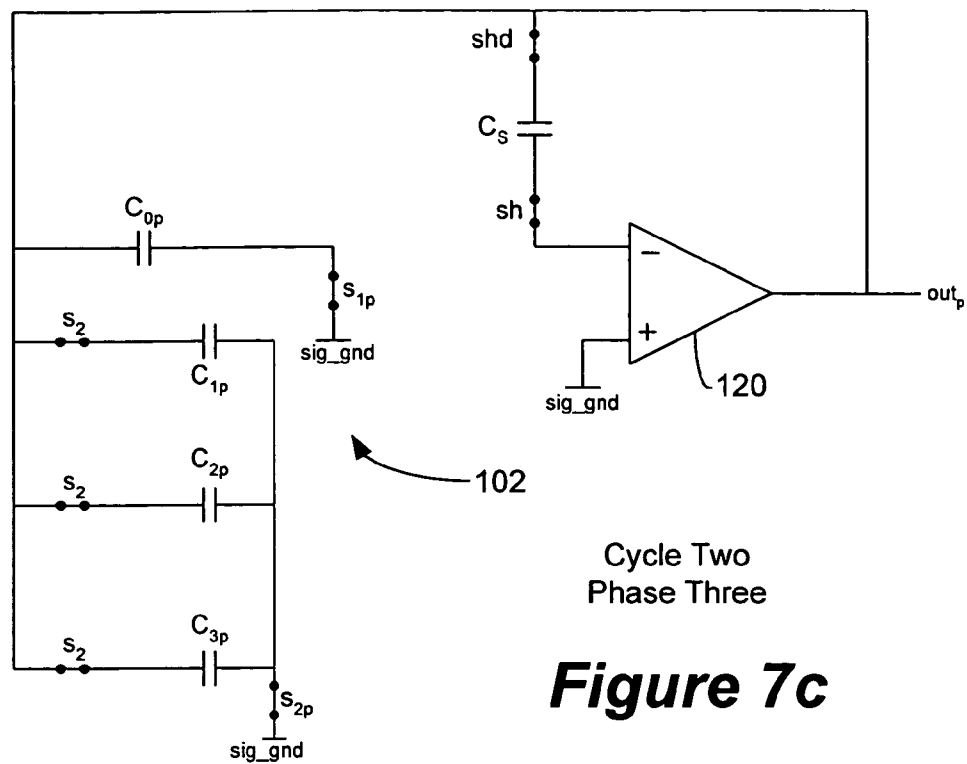 shd
C_S
sh
C_0p
s_1p
sig_gnd
s_2
C_1p
−
+
out_p
sig_gnd
120
C_2p
s_2
102
Cycle Two
Phase Three
C_3p
s_2
s_2p
sig_gnd
Figure 7c